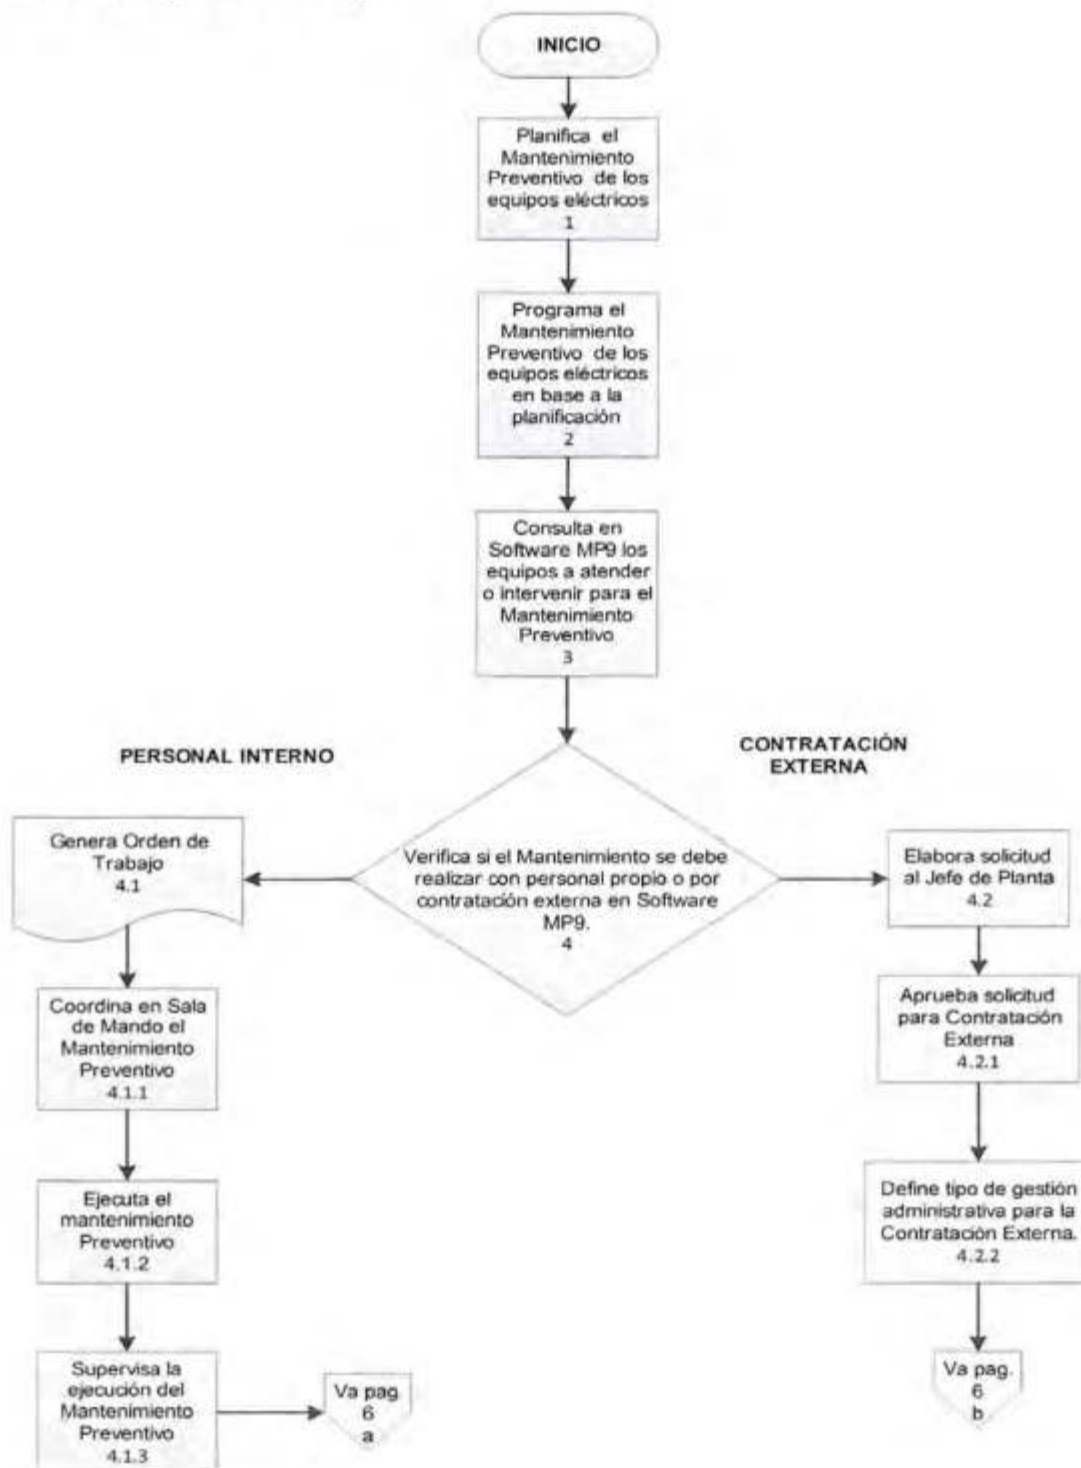 INICIO
Planifica el
Mantenimiento
Preventivo de los
equipos eléctricos
1
Programa el
Mantenimiento
Preventivo de los
equipos eléctricos
en base a la
planificación
2
Consulta en
Software MP9 los
equipos a atender
o intervenir para el
Mantenimiento
Preventivo
3
PERSONAL INTERNO
CONTRATACIÓN
EXTERNA
Verifica si el Mantenimiento se debe
realizar con personal propio o por
contratación externa en Software
MP9.
4
Genera Orden de
Trabajo
4.1
Coordina en Sala
de Mando el
Mantenimiento
Preventivo
4.1.1
Ejecuta el
mantenimiento
Preventivo
4.1.2
Supervisa la
ejecución del
Mantenimiento
Preventivo
4.1.3
Va pag
6
a
Elabora solicitud
al Jefe de Planta
4.2
Aprueba solicitud
para Contratación
Externa
4.2.1
Define tipo de gestión
administrativa para la
Contratación Externa.
4.2.2
Va pag.
6
b